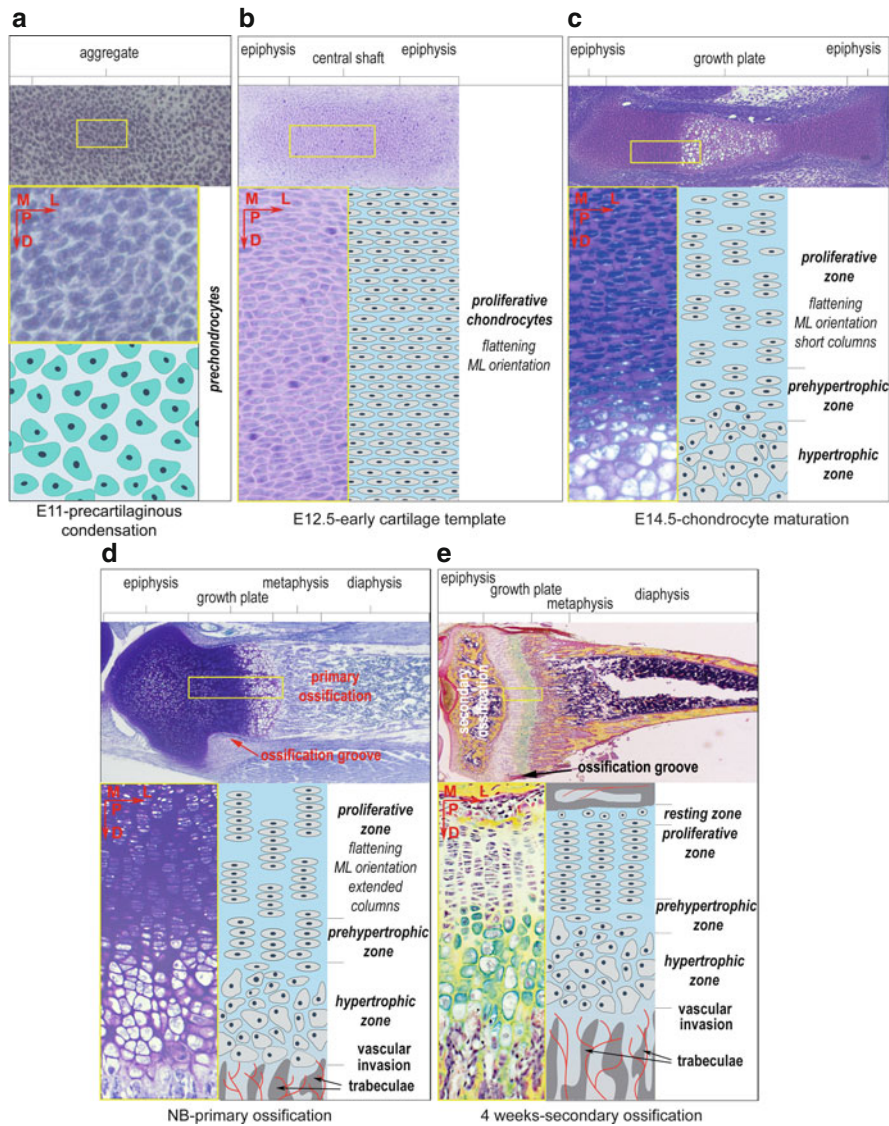 a
aggregate
M
L
P
D
prechondrocytes
E11-precartilaginous
condensation
b
epiphysis
central shaft
epiphysis
M
L
P
D
proliferative
chondrocytes
flattening
ML orientation
E12.5-early cartilage template
c
epiphysis
growth plate
epiphysis
M
L
P
D
proliferative
zone
flattening
ML orientation
short columns
prehypertrophic
zone
hypertrophic
zone
E14.5-chondrocyte maturation
d
epiphysis
growth plate
metaphysis
diaphysis
primary
ossification
ossification groove
M
L
P
D
proliferative
zone
flattening
ML orientation
extended
columns
prehypertrophic
zone
hypertrophic
zone
vascular
invasion
trabeculae
NB-primary ossification
e
epiphysis
growth plate
metaphysis
diaphysis
secondary
ossification
ossification groove
M
L
P
D
resting zone
proliferative
zone
prehypertrophic
zone
hypertrophic
zone
vascular
invasion
trabeculae
4 weeks-secondary ossification